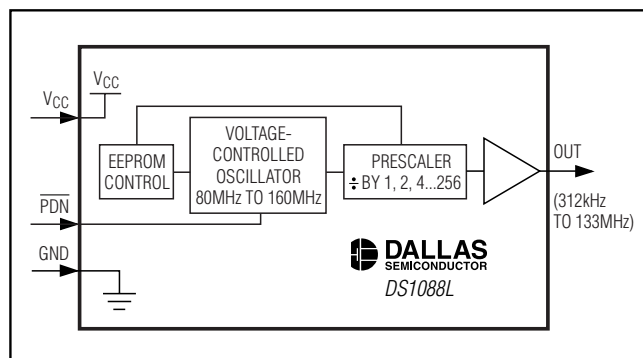 VCC
VCC
EEPROM
CONTROL
VOLTAGE-
CONTROLLED
OSCILLATOR
80MHz TO 160MHz
PRESCALER
÷ BY 1, 2, 4...256
OUT
(312kHz
TO 133MHz)
PDN
GND
DALLAS
SEMICONDUCTOR
DS1088L